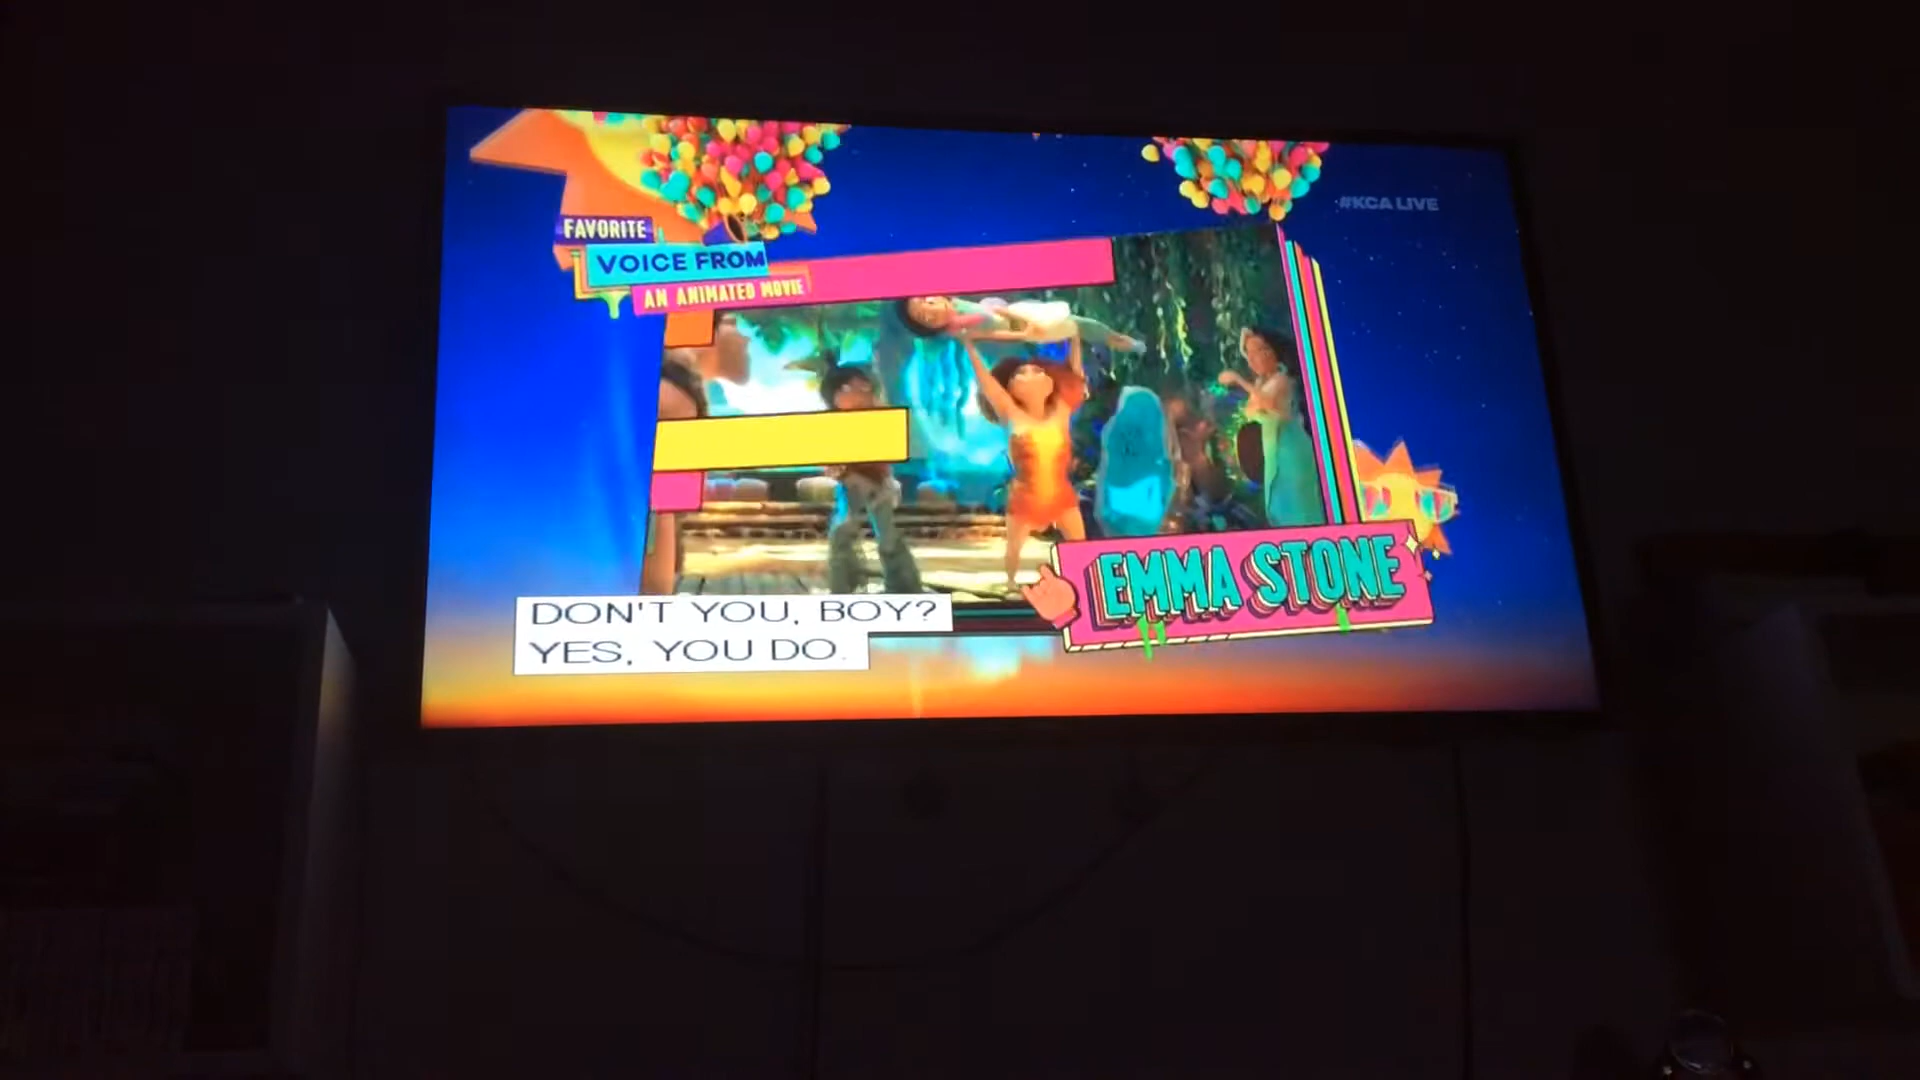 #KCA LIVE
FAVORITE
VOICE FROM
AN ANIMATED MOVIE
EMMA STONE
DON'T YOU, BOY?
YES, YOU DO.